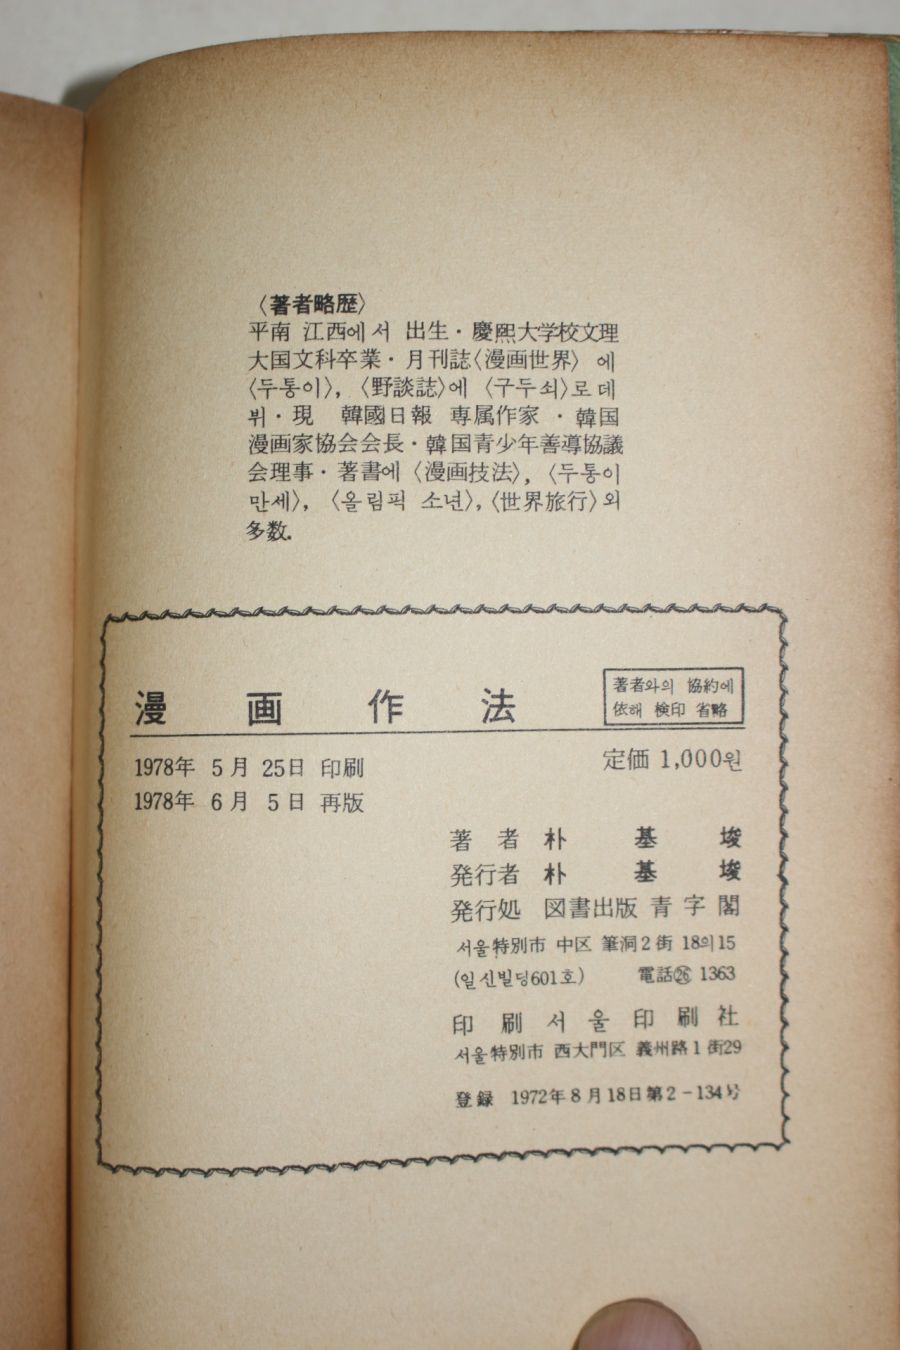 〈著者略歴〉
平南 江西에서 出生·慶熙大学校文理
大国文科卒業·月刊誌〈漫画世界〉에
〈두통이〉, 〈野談誌〉에 〈구두쇠〉로데
뷔·現 韓國日報 専属作家 · 韓国
漫画家協会会長·韓国青少年善導協議
会理事·著書에 〈漫画技法〉, 〈두통이
만세〉, 〈올림픽 소년〉, 〈世界旅行〉외
多数.
漫画作法
著者와의 協約에
依해 検印 省略
1978年 5月 25日 印刷
定価 1,000원
1978年 6月 5日 再版
著者 朴基埈
発行者 朴基埈
発行処 図書出版 青字閣
서울特別市 中区 筆洞2街 18의15
(일신빌딩601호) 電話㉖ 1363
印刷 서울印刷社
서울特別市 西大門区 義州路1街29
登録 1972年8月18日第2-134号